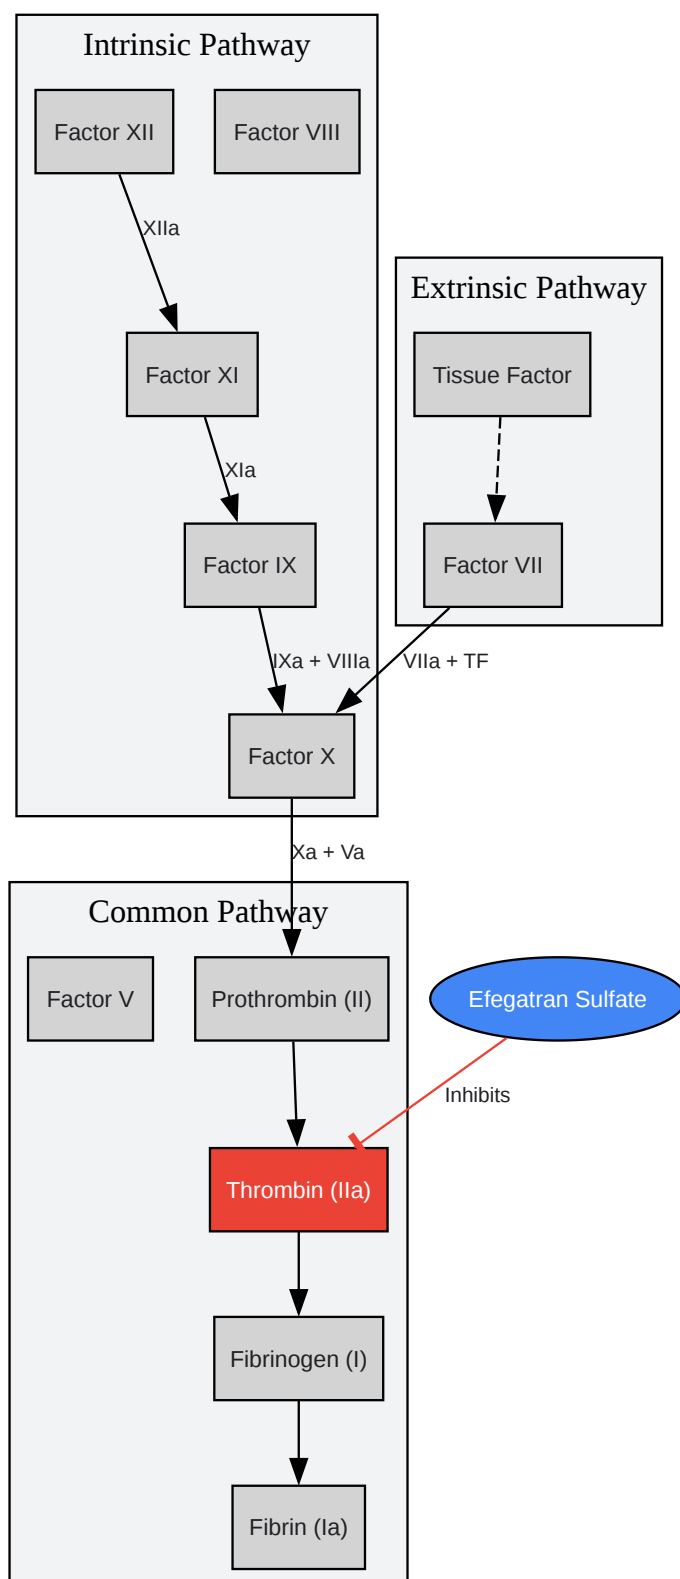 Intrinsic Pathway
Factor XII
Factor VIII
XIIa
Extrinsic Pathway
Factor XI
Tissue Factor
XIa
Factor IX
Factor VII
IXa + VIIIa
VIIa + TF
Factor X
Xa + Va
Common Pathway
Factor V
Prothrombin (II)
Efegatran Sulfate
Inhibits
Thrombin (IIa)
Fibrinogen (I)
Fibrin (Ia)